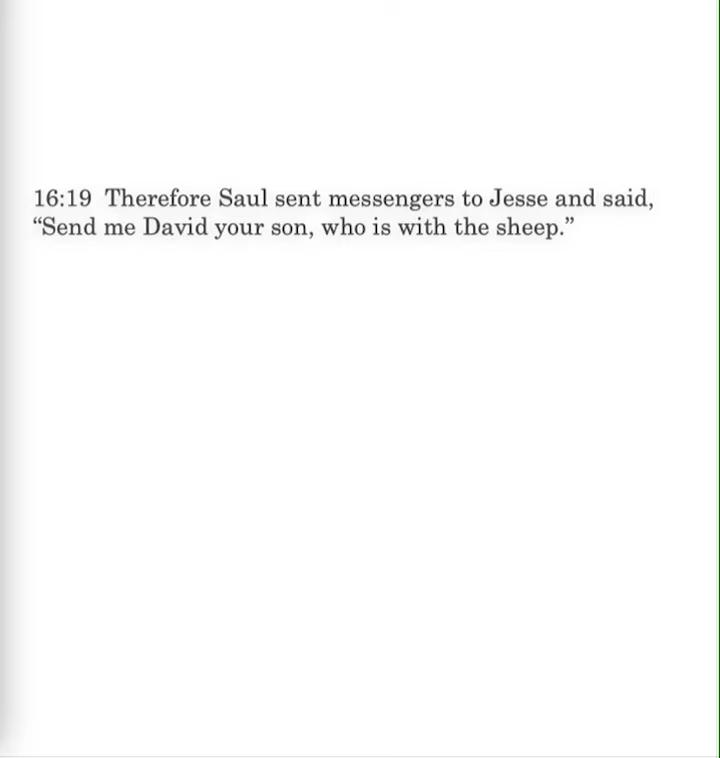 16:19 Therefore Saul sent messengers to Jesse and said,
“Send me David your son, who is with the sheep.”